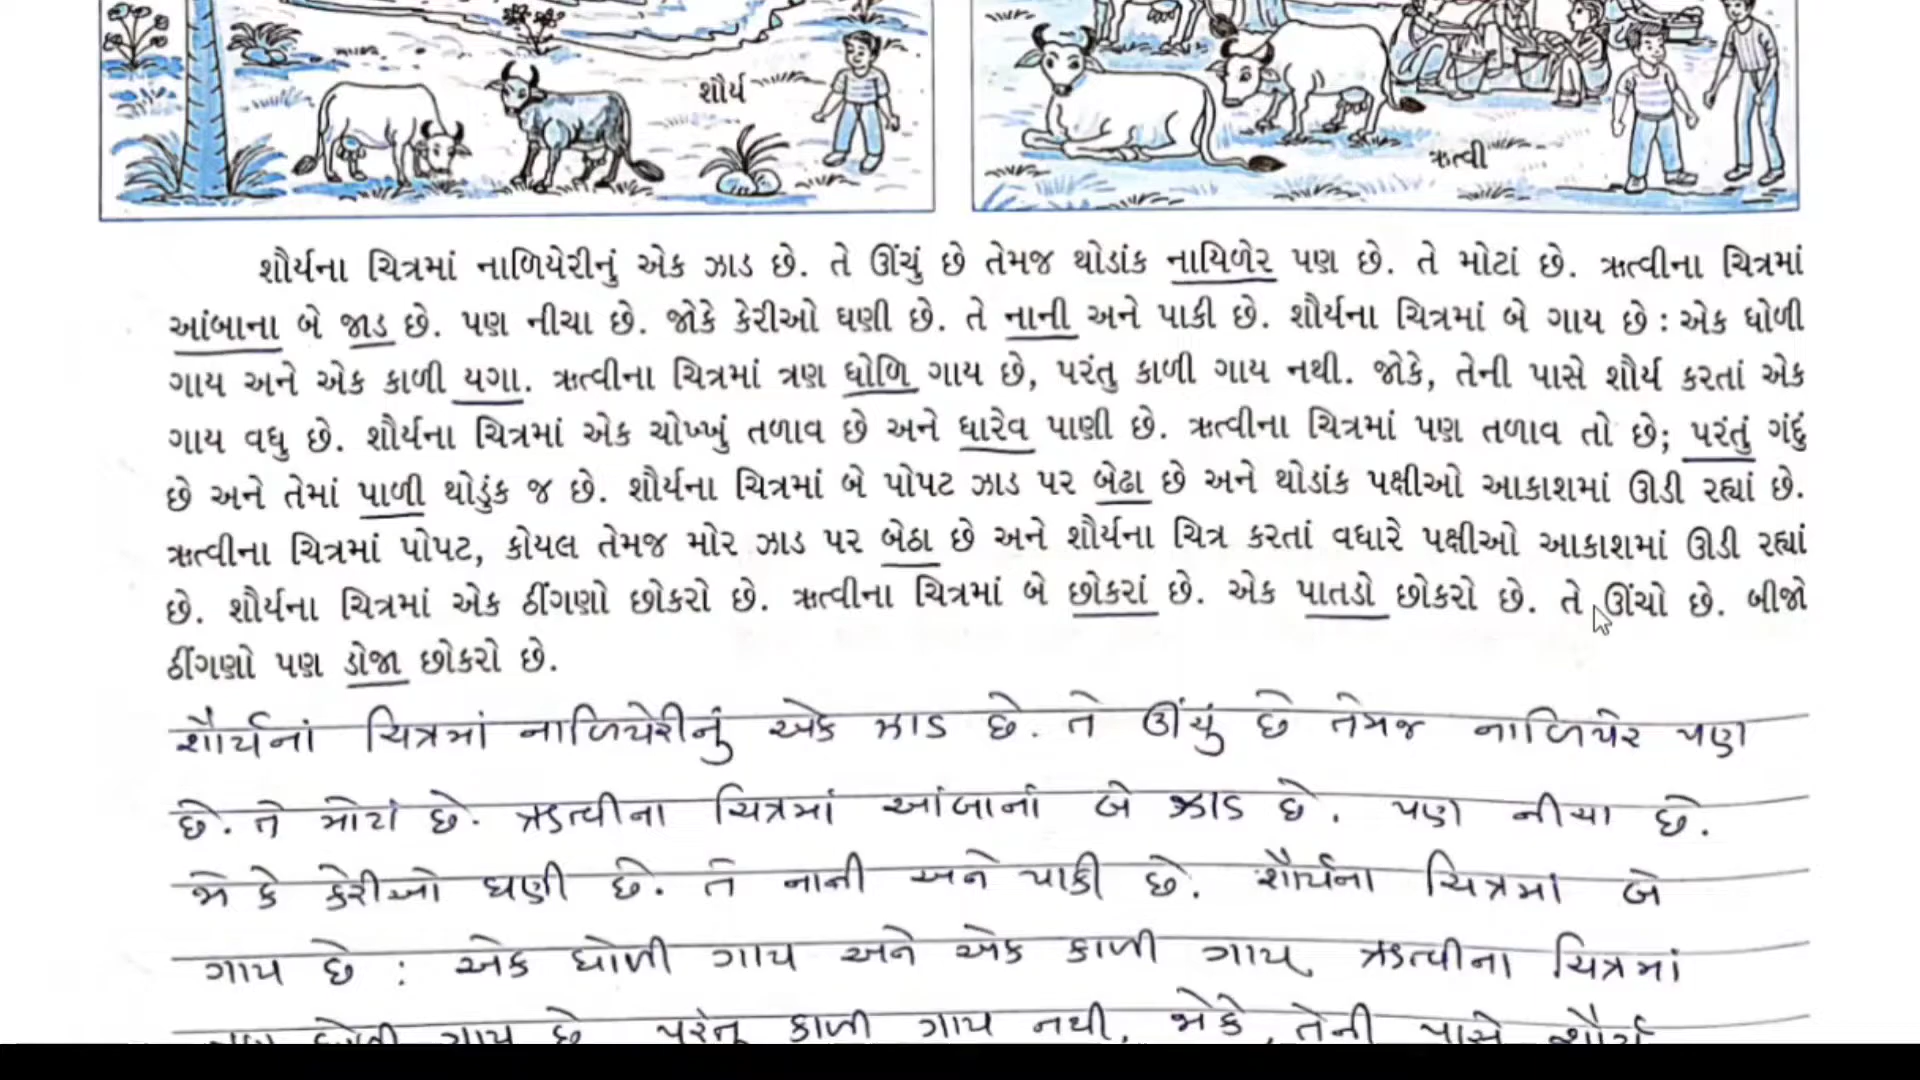 શૌર્ય
ઋત્વી
શૌર્યના ચિત્રમાં નાળિયેરીનું એક ઝાડ છે. તે ઊંચું છે તેમજ થોડાંક નાયિળેર પણ છે. તે મોટાં છે. ઋત્વીના ચિત્રમાં
આંબાના બે જાડ છે. પણ નીચા છે. જોકે કેરીઓ ઘણી છે. તે નાની અને પાકી છે. શૌર્યના ચિત્રમાં બે ગાય છે : એક ધોળી
ગાય અને એક કાળી યગા. ઋત્વીના ચિત્રમાં ત્રણ ધોળિ ગાય છે, પરંતુ કાળી ગાય નથી. જોકે, તેની પાસે શૌર્ય કરતાં એક
ગાય વધુ છે. શૌર્યના ચિત્રમાં એક ચોખ્ખું તળાવ છે અને ધારેવ પાણી છે. ઋત્વીના ચિત્રમાં પણ તળાવ તો છે; પરંતું ગંદું
છે અને તેમાં પાળી થોડુંક જ છે. શૌર્યના ચિત્રમાં બે પોપટ ઝાડ પર બેઢા છે અને થોડાંક પક્ષીઓ આકાશમાં ઊડી રહ્યાં છે.
ઋત્વીના ચિત્રમાં પોપટ, કોયલ તેમજ મોર ઝાડ પર બેઠા છે અને શૌર્યના ચિત્ર કરતાં વધારે પક્ષીઓ આકાશમાં ઊડી રહ્યાં
છે. શૌર્યના ચિત્રમાં એક ઠીંગણો છોકરો છે. ઋત્વીના ચિત્રમાં બે છોકરાં છે. એક પાતડો છોકરો છે. તે ઊંચો છે. બીજો
ઠીંગણો પણ ડોજા છોકરો છે.
શૌર્યનાં ચિત્રમાં નાળિયેરીનું એક ઝાડ છે. તે ઊંચું છે તેમજ નાળિયેર પણ
છે. તે મોટાં છે. ઋત્વીના ચિત્રમાં આંબાનાં બે ઝાડ છે. પણ નીચા છે.
જો કે કેરીઓ ઘણી છે. તે નાની અને પાકી છે. શૌર્યના ચિત્રમાં બે
ગાય છે : એક ધોળી ગાય અને એક કાળી ગાય. ઋત્વીના ચિત્રમાં
ગાય છે પરંતુ કાળી ગાય નથી. જોકે, તેની પાસે શૌર્ય